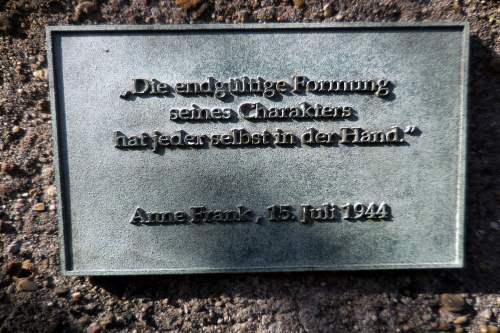 „Die endgültige Formung
seines Charakters
hat jeder selbst in der Hand.“
Anne Frank, 15. Juli 1944